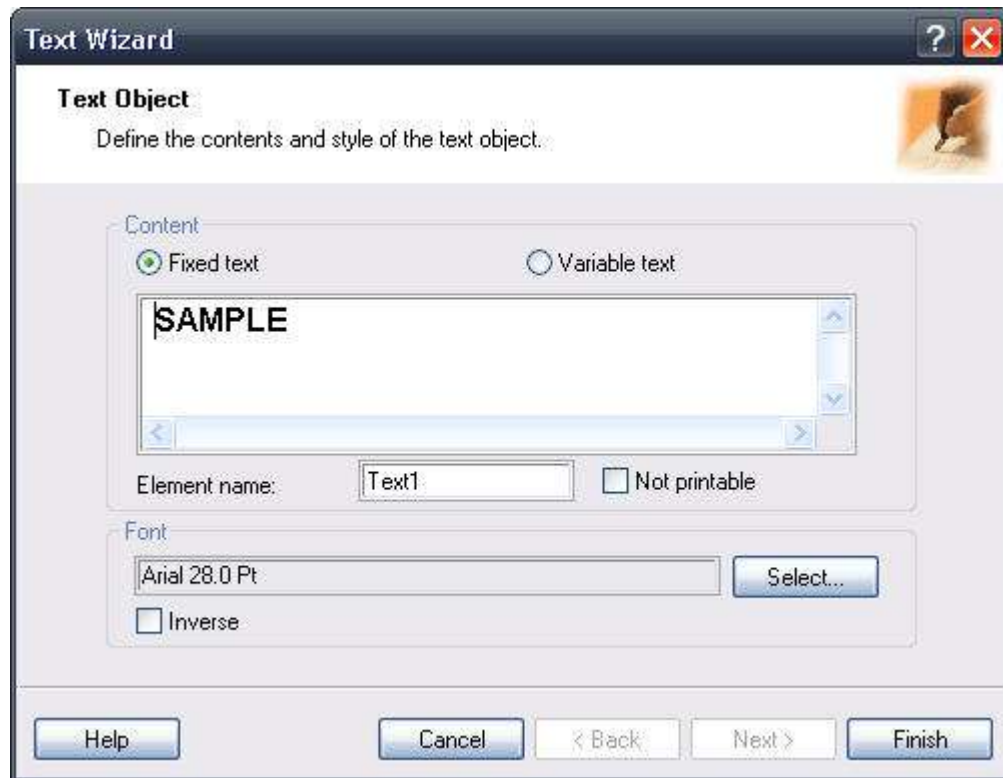 Text Wizard
?
Text Object
Define the contents and style of the text object.
Content
Fixed text Variable text
SAMPLE
Element name: Text1 Not printable
Font
Arial 28.0 Pt Select...
Inverse
Help Cancel < Back Next > Finish